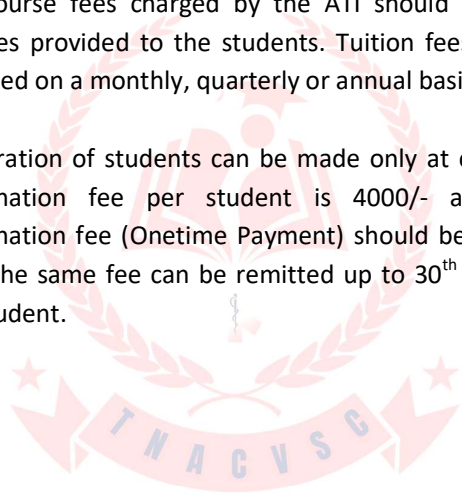 ourse fees charged by the ATI should
es provided to the students. Tuition fees
ed on a monthly, quarterly or annual basi
ration of students can be made only at
nation fee per student is 4000/- a
nation fee (Onetime Payment) should be
he same fee can be remitted up to 30th
udent.
TNACVSC